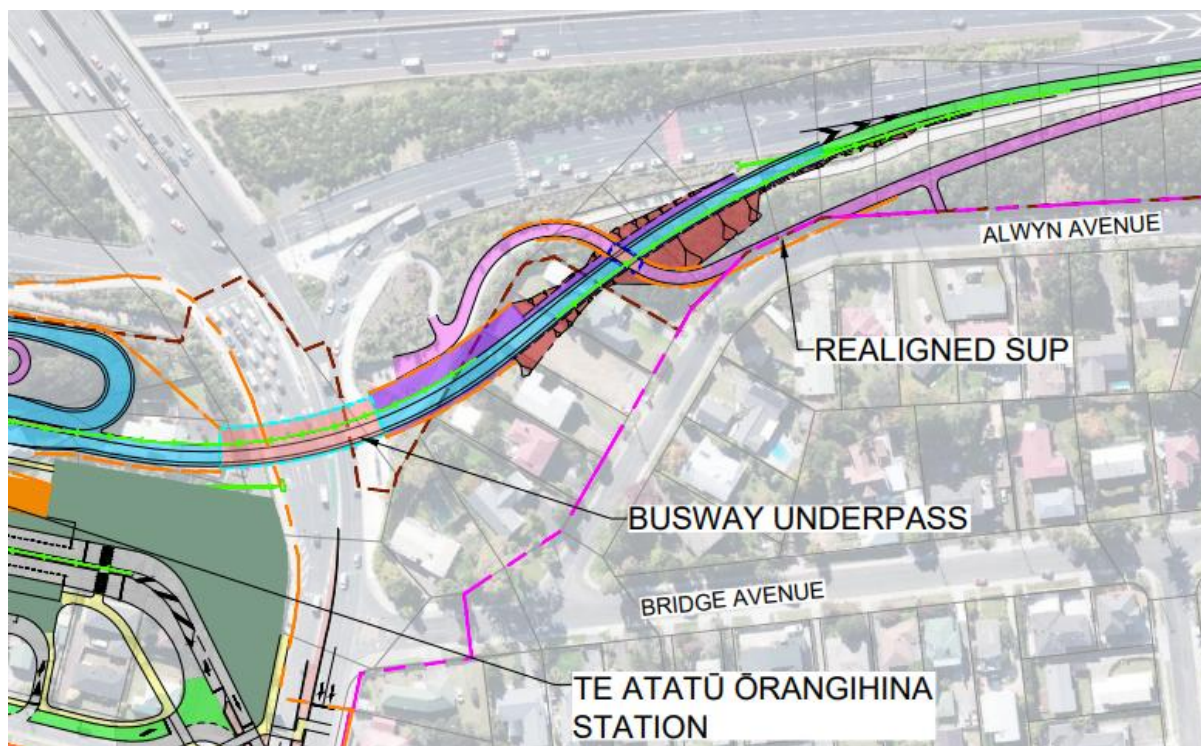 ALWYN AVENUE
REALIGNED SUP
BUSWAY UNDERPASS
BRIDGE AVENUE
TE ATATŪ ŌRANGIHINA
STATION